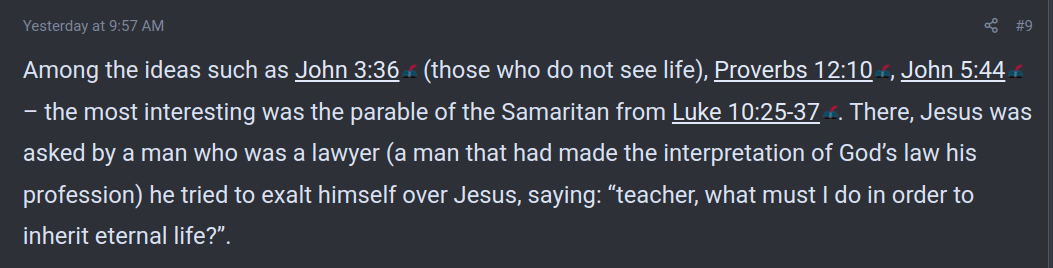 Yesterday at 9:57 AM #9
Among the ideas such as John 3:36 (those who do not see life), Proverbs 12:10, John 5:44
– the most interesting was the parable of the Samaritan from Luke 10:25-37. There, Jesus was
asked by a man who was a lawyer (a man that had made the interpretation of God’s law his
profession) he tried to exalt himself over Jesus, saying: “teacher, what must I do in order to
inherit eternal life?”.